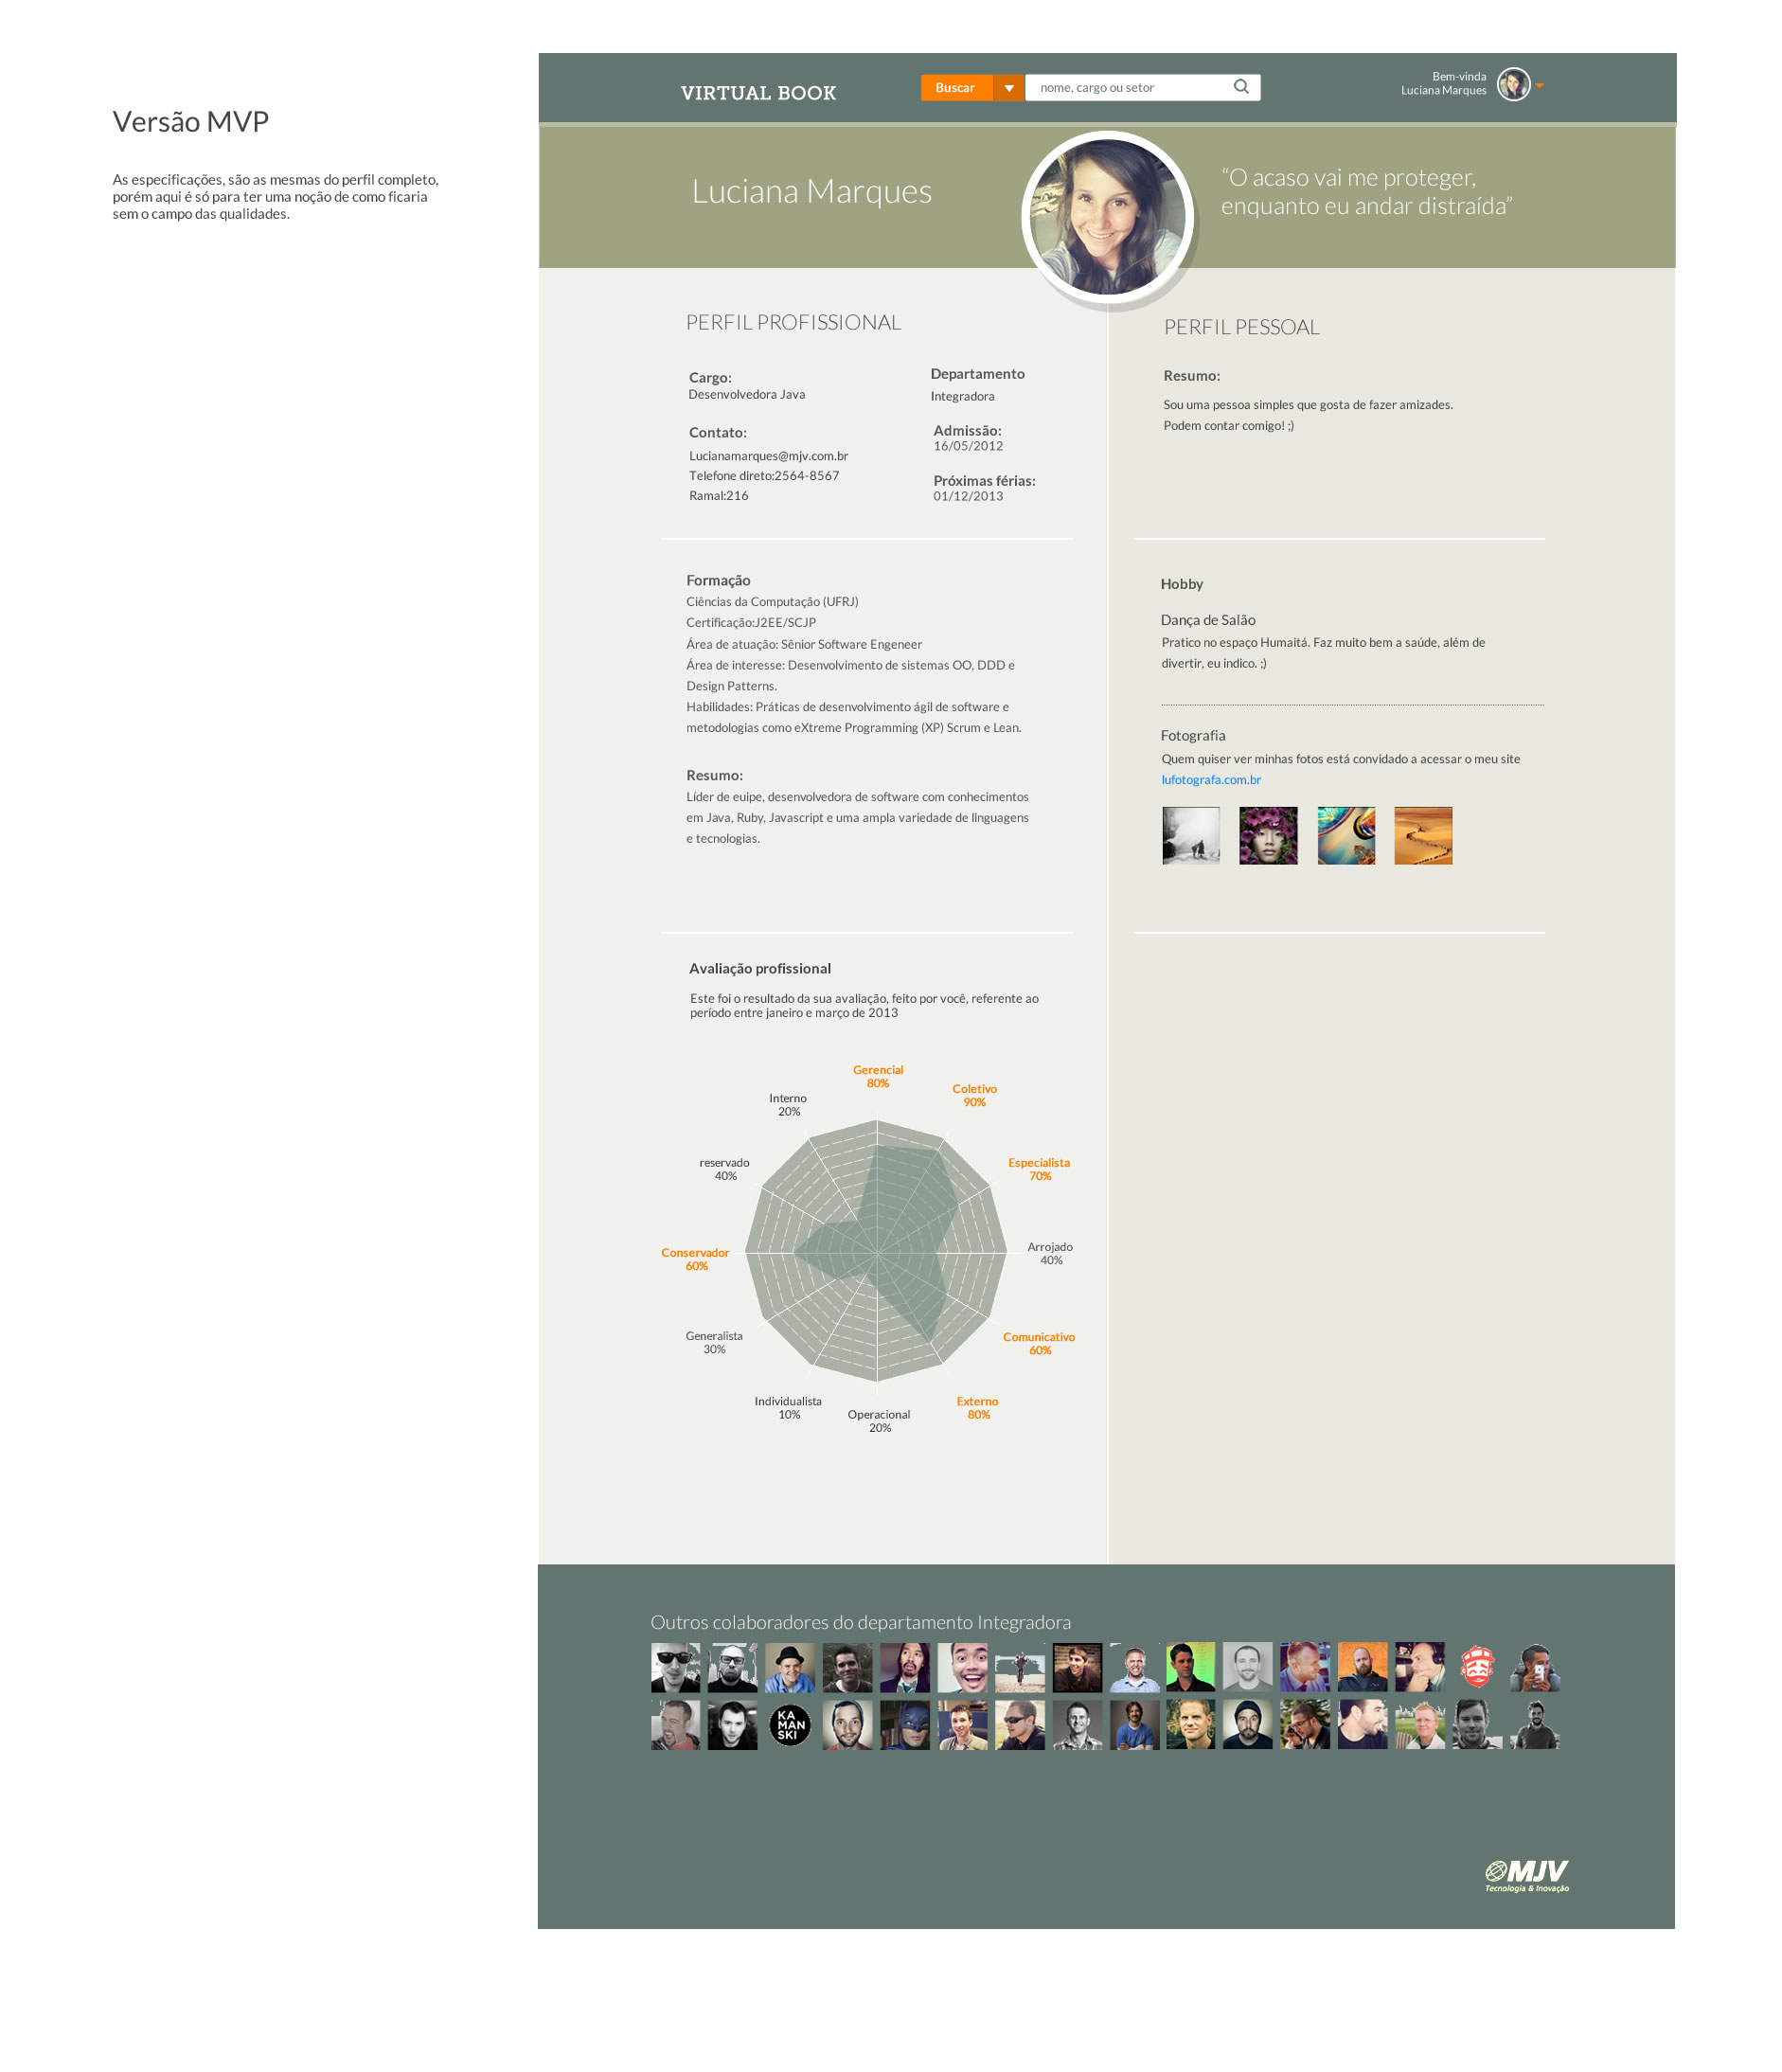 Versão MVP
As especificações, são as mesmas do perfil completo,
porém aqui é só para ter uma noção de como ficaria
sem o campo das qualidades.
VIRTUAL BOOK
Buscar
nome, cargo ou setor
Bem-vinda
Luciana Marques
Luciana Marques
“O acaso vai me proteger,
enquanto eu andar distraída”
PERFIL PROFISSIONAL
Cargo:
Desenvolvedora Java
Contato:
Lucianamarques@mjv.com.br
Telefone direto:2564-8567
Ramal:216
Departamento
Integradora
Admissão:
16/05/2012
Próximas férias:
01/12/2013
Formação
Ciências da Computação (UFRJ)
Certificação:J2EE/SCJP
Área de atuação: Sênior Software Engeneer
Área de interesse: Desenvolvimento de sistemas OO, DDD e
Design Patterns.
Habilidades: Práticas de desenvolvimento ágil de software e
metodologias como eXtreme Programming (XP) Scrum e Lean.
Resumo:
Líder de euipe, desenvolvedora de software com conhecimentos
em Java, Ruby, Javascript e uma ampla variedade de linguagens
e tecnologias.
Avaliação profissional
Este foi o resultado da sua avaliação, feito por você, referente ao
período entre janeiro e março de 2013
Gerencial
80%
Coletivo
90%
Especialista
70%
Arrojado
40%
Comunicativo
60%
Externo
80%
Operacional
20%
Individualista
10%
Generalista
30%
Conservador
60%
reservado
40%
Interno
20%
PERFIL PESSOAL
Resumo:
Sou uma pessoa simples que gosta de fazer amizades.
Podem contar comigo! ;)
Hobby
Dança de Salão
Pratico no espaço Humaitá. Faz muito bem a saúde, além de
divertir, eu indico. ;)
Fotografia
Quem quiser ver minhas fotos está convidado a acessar o meu site
lufotografa.com.br
Outros colaboradores do departamento Integradora
KA
MAN
SKI
MJV
Tecnologia & Inovação